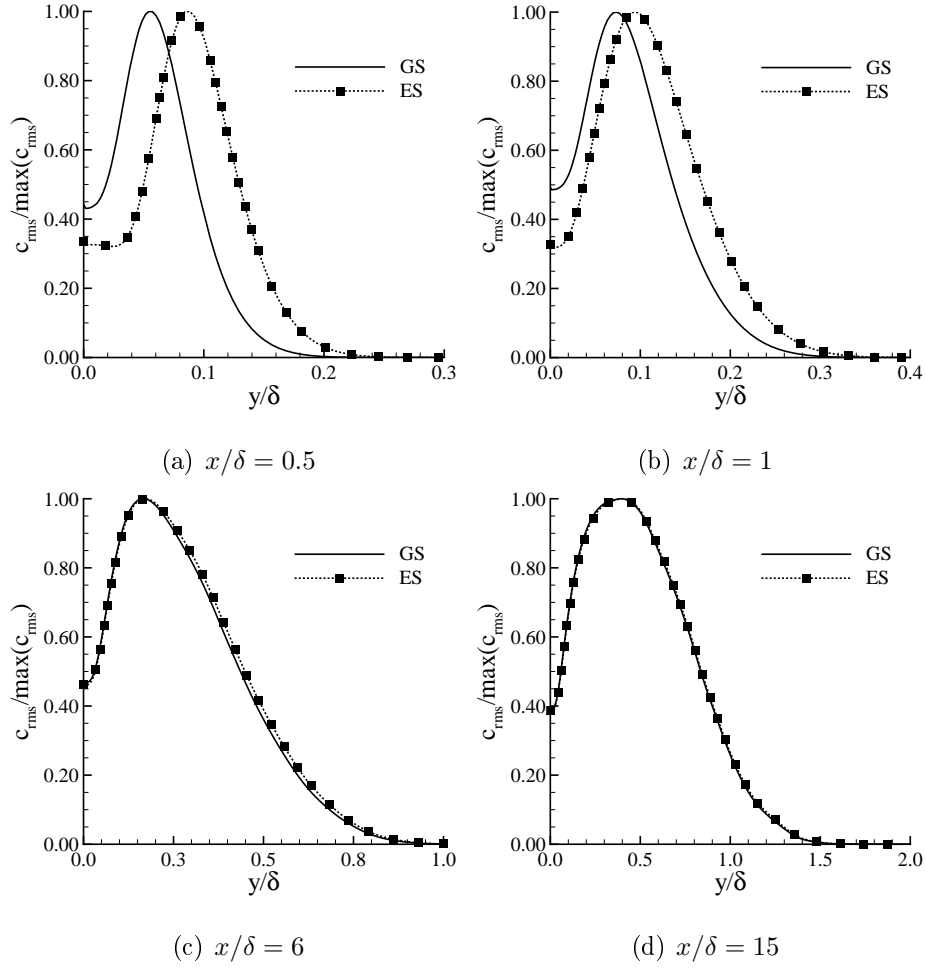 1.00
0.80
0.60
0.40
0.20
0.00
c_rms/max(c_rms)
GS
ES
0.0 0.1 0.2 0.3
y/δ
(a) x/δ = 0.5
1.00
0.80
0.60
0.40
0.20
0.00
c_rms/max(c_rms)
GS
ES
0.0 0.1 0.2 0.3 0.4
y/δ
(b) x/δ = 1
1.00
0.80
0.60
0.40
0.20
0.00
c_rms/max(c_rms)
GS
ES
0.0 0.3 0.5 0.8 1.0
y/δ
(c) x/δ = 6
1.00
0.80
0.60
0.40
0.20
0.00
c_rms/max(c_rms)
GS
ES
0.0 0.5 1.0 1.5 2.0
y/δ
(d) x/δ = 15